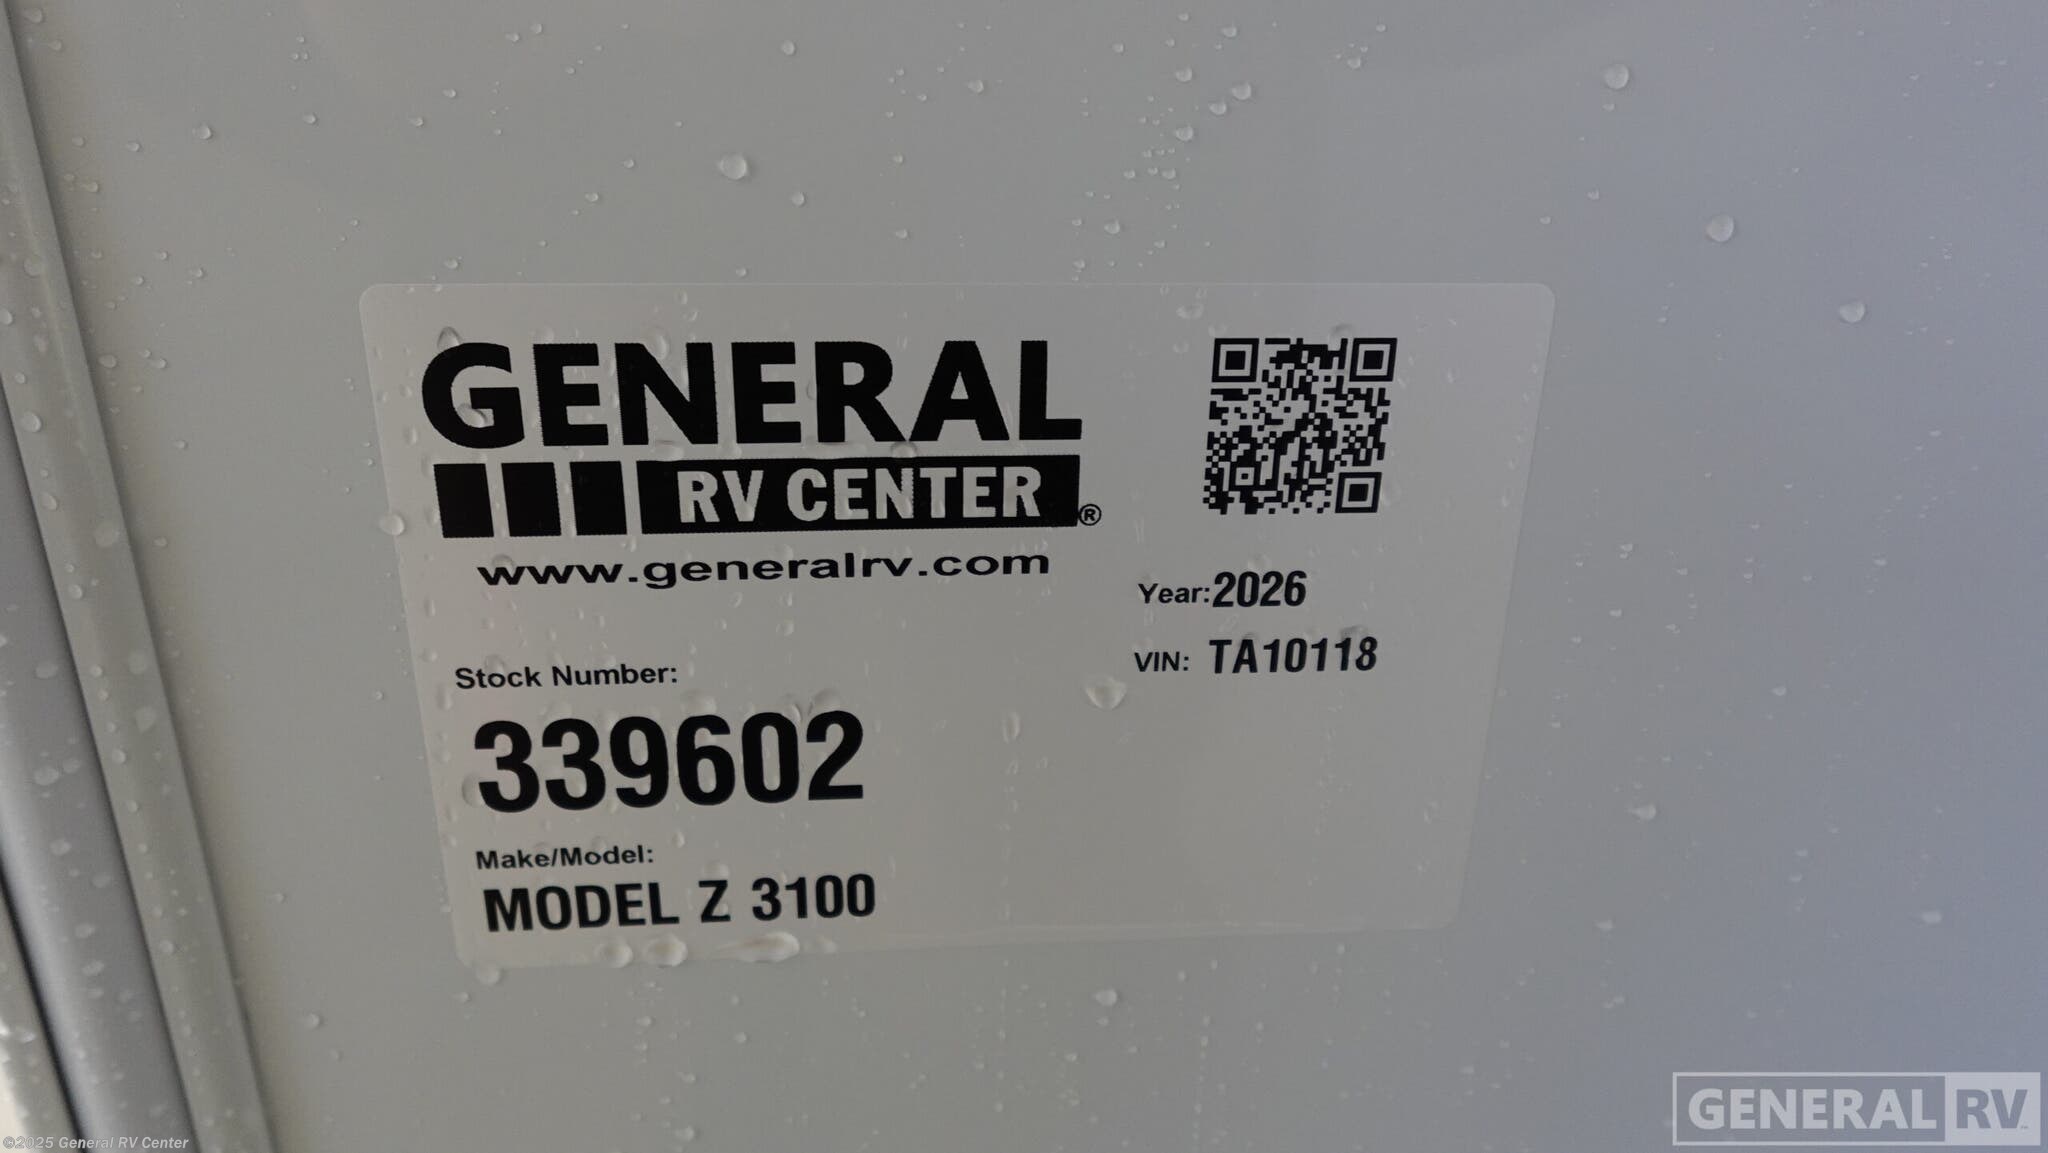 GENERAL
RV CENTER®
www.generalrv.com
Year: 2026
VIN: TA10118
Stock Number:
339602
Make/Model:
MODEL Z 3100
GENERAL RV™
©2025 General RV Center